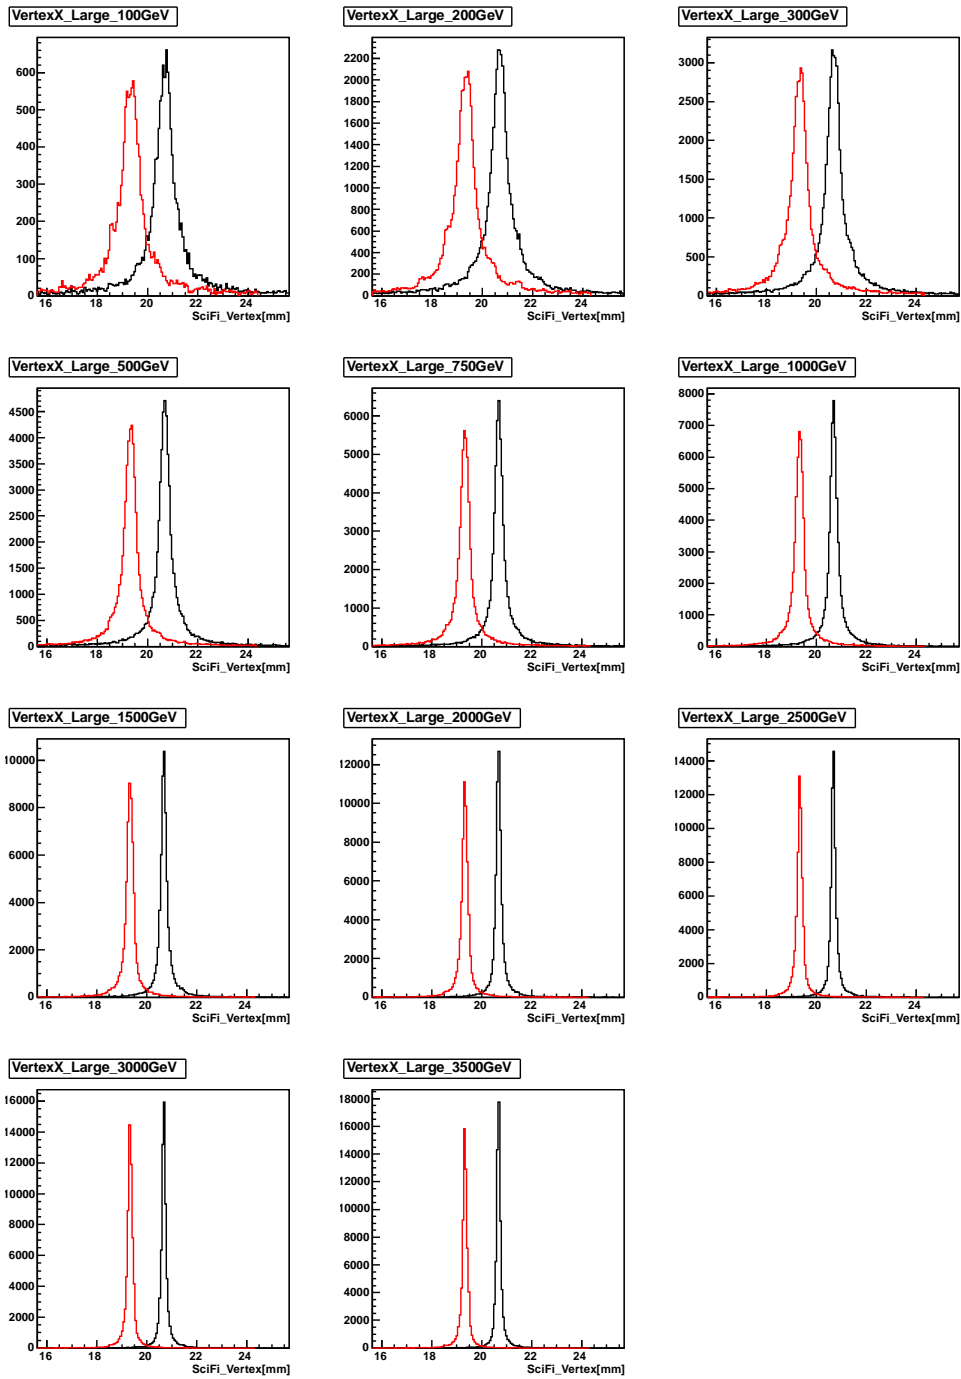 VertexX_Large_100GeV
600
500
400
300
200
100
0
16 18 20 22 24
SciFi_Vertex[mm]
VertexX_Large_200GeV
2200
2000
1800
1600
1400
1200
1000
800
600
400
200
0
16 18 20 22 24
SciFi_Vertex[mm]
VertexX_Large_300GeV
3000
2500
2000
1500
1000
500
0
16 18 20 22 24
SciFi_Vertex[mm]
VertexX_Large_500GeV
4500
4000
3500
3000
2500
2000
1500
1000
500
0
16 18 20 22 24
SciFi_Vertex[mm]
VertexX_Large_750GeV
6000
5000
4000
3000
2000
1000
0
16 18 20 22 24
SciFi_Vertex[mm]
VertexX_Large_1000GeV
8000
7000
6000
5000
4000
3000
2000
1000
0
16 18 20 22 24
SciFi_Vertex[mm]
VertexX_Large_1500GeV
10000
8000
6000
4000
2000
0
16 18 20 22 24
SciFi_Vertex[mm]
VertexX_Large_2000GeV
12000
10000
8000
6000
4000
2000
0
16 18 20 22 24
SciFi_Vertex[mm]
VertexX_Large_2500GeV
14000
12000
10000
8000
6000
4000
2000
0
16 18 20 22 24
SciFi_Vertex[mm]
VertexX_Large_3000GeV
16000
14000
12000
10000
8000
6000
4000
2000
0
16 18 20 22 24
SciFi_Vertex[mm]
VertexX_Large_3500GeV
18000
16000
14000
12000
10000
8000
6000
4000
2000
0
16 18 20 22 24
SciFi_Vertex[mm]